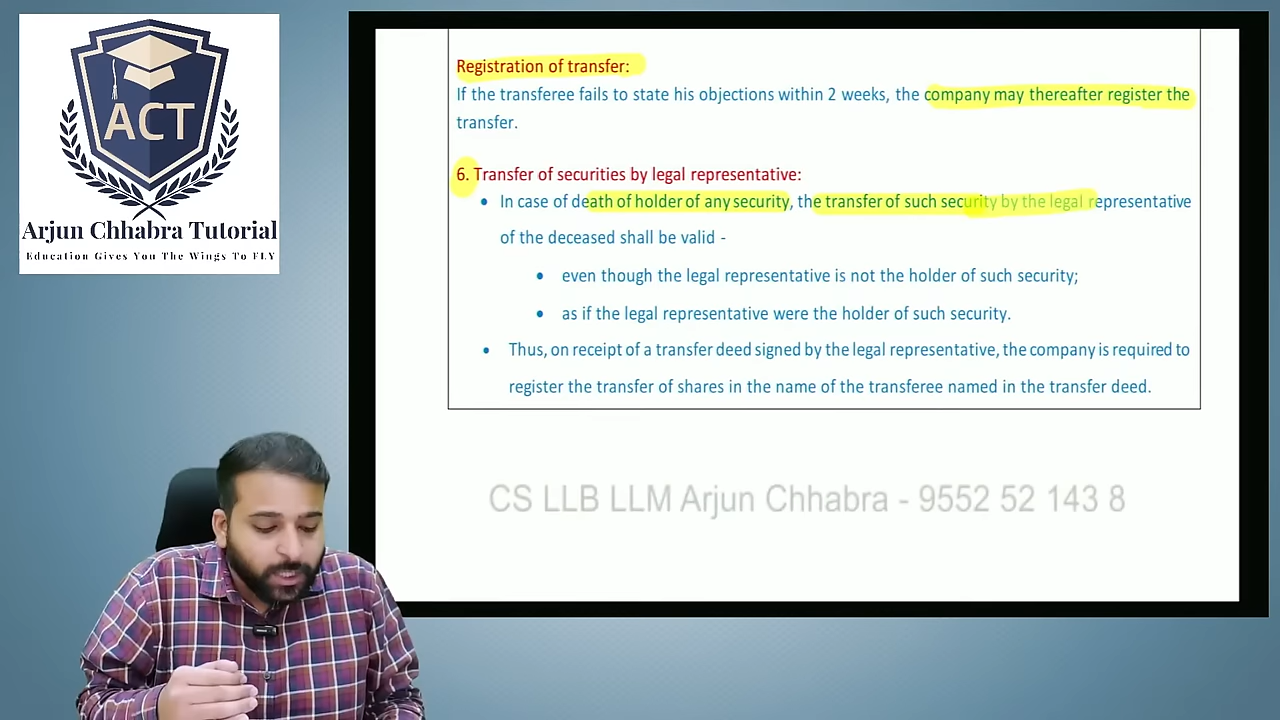 ACT
Arjun Chhabra Tutorial
Education Gives You The Wings To FLY
Registration of transfer:
If the transferee fails to state his objections within 2 weeks, the company may thereafter register the
transfer.
6. Transfer of securities by legal representative:
• In case of death of holder of any security, the transfer of such security by the legal representative
of the deceased shall be valid -
• even though the legal representative is not the holder of such security;
• as if the legal representative were the holder of such security.
• Thus, on receipt of a transfer deed signed by the legal representative, the company is required to
register the transfer of shares in the name of the transferee named in the transfer deed.
CS LLB LLM Arjun Chhabra - 9552 52 143 8